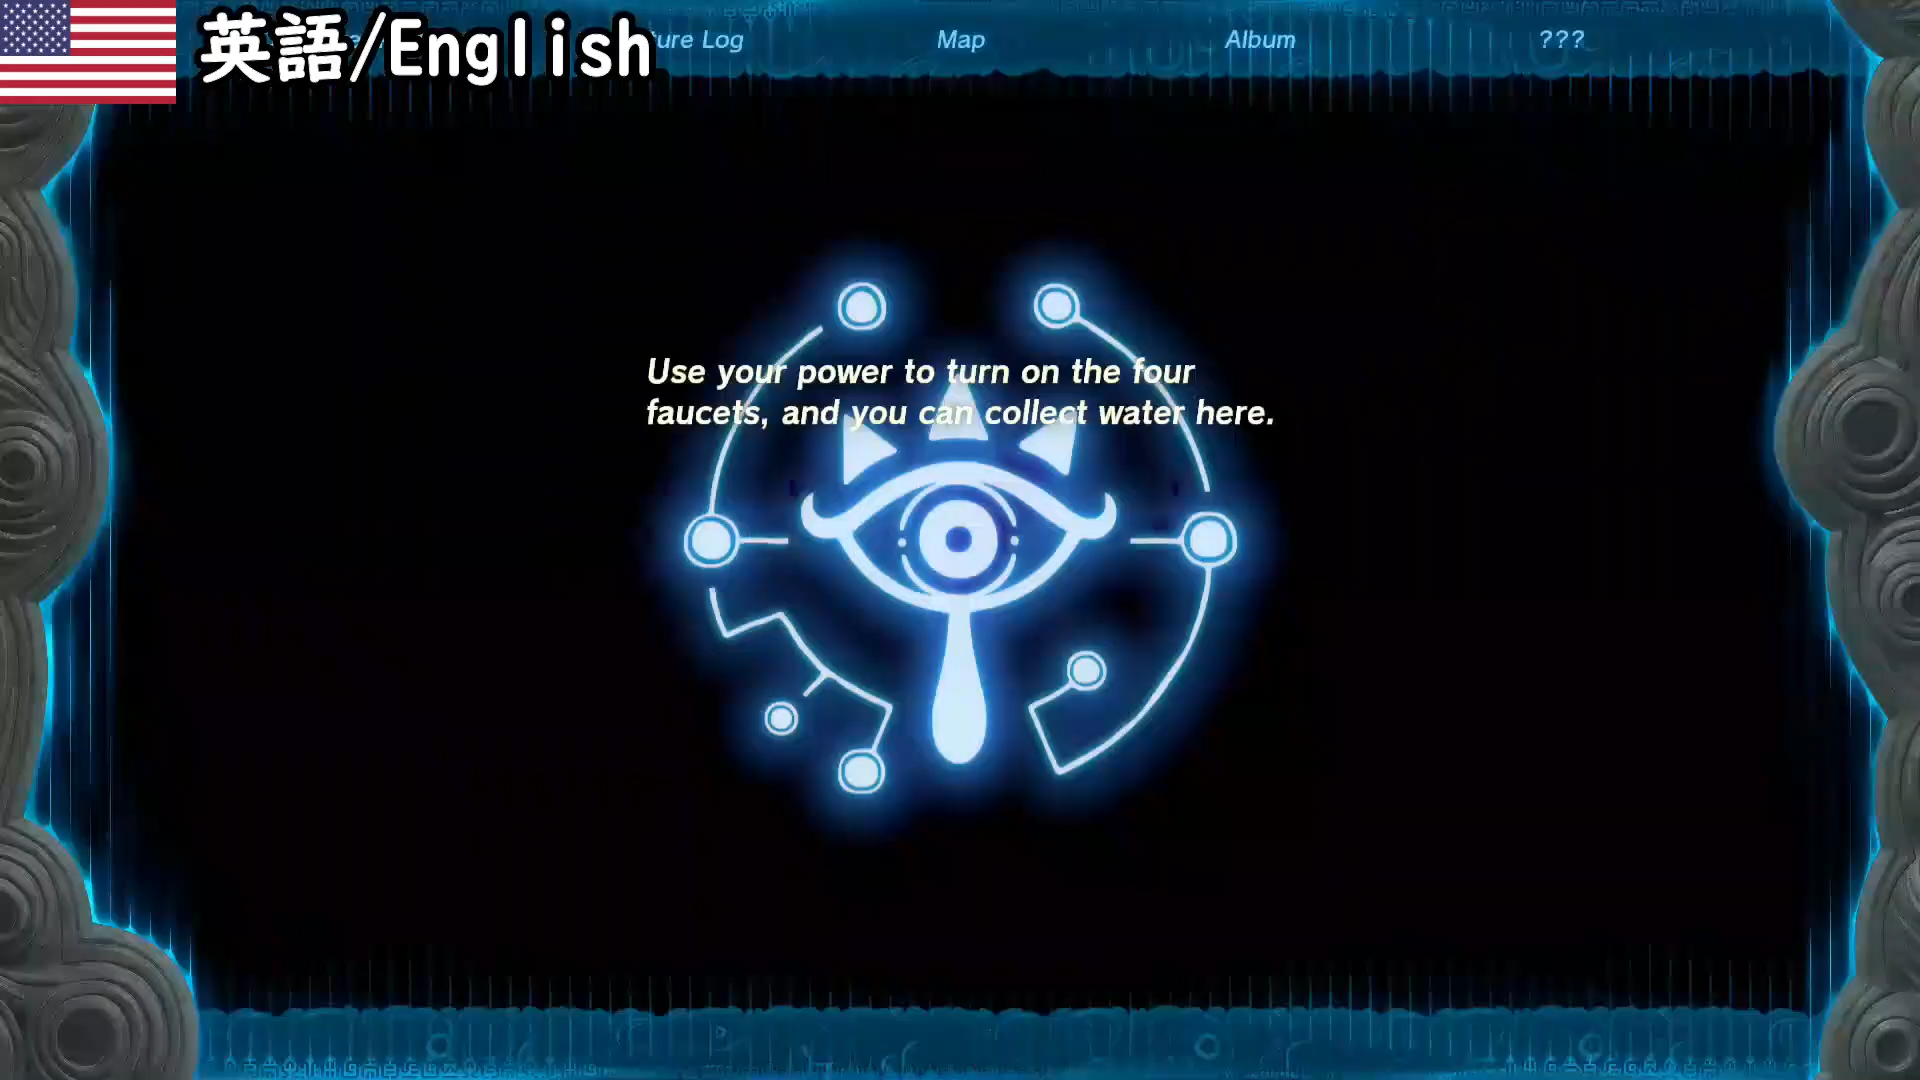 英語/English
ure Log
Map
Album
???
Use your power to turn on the four
faucets, and you can collect water here.